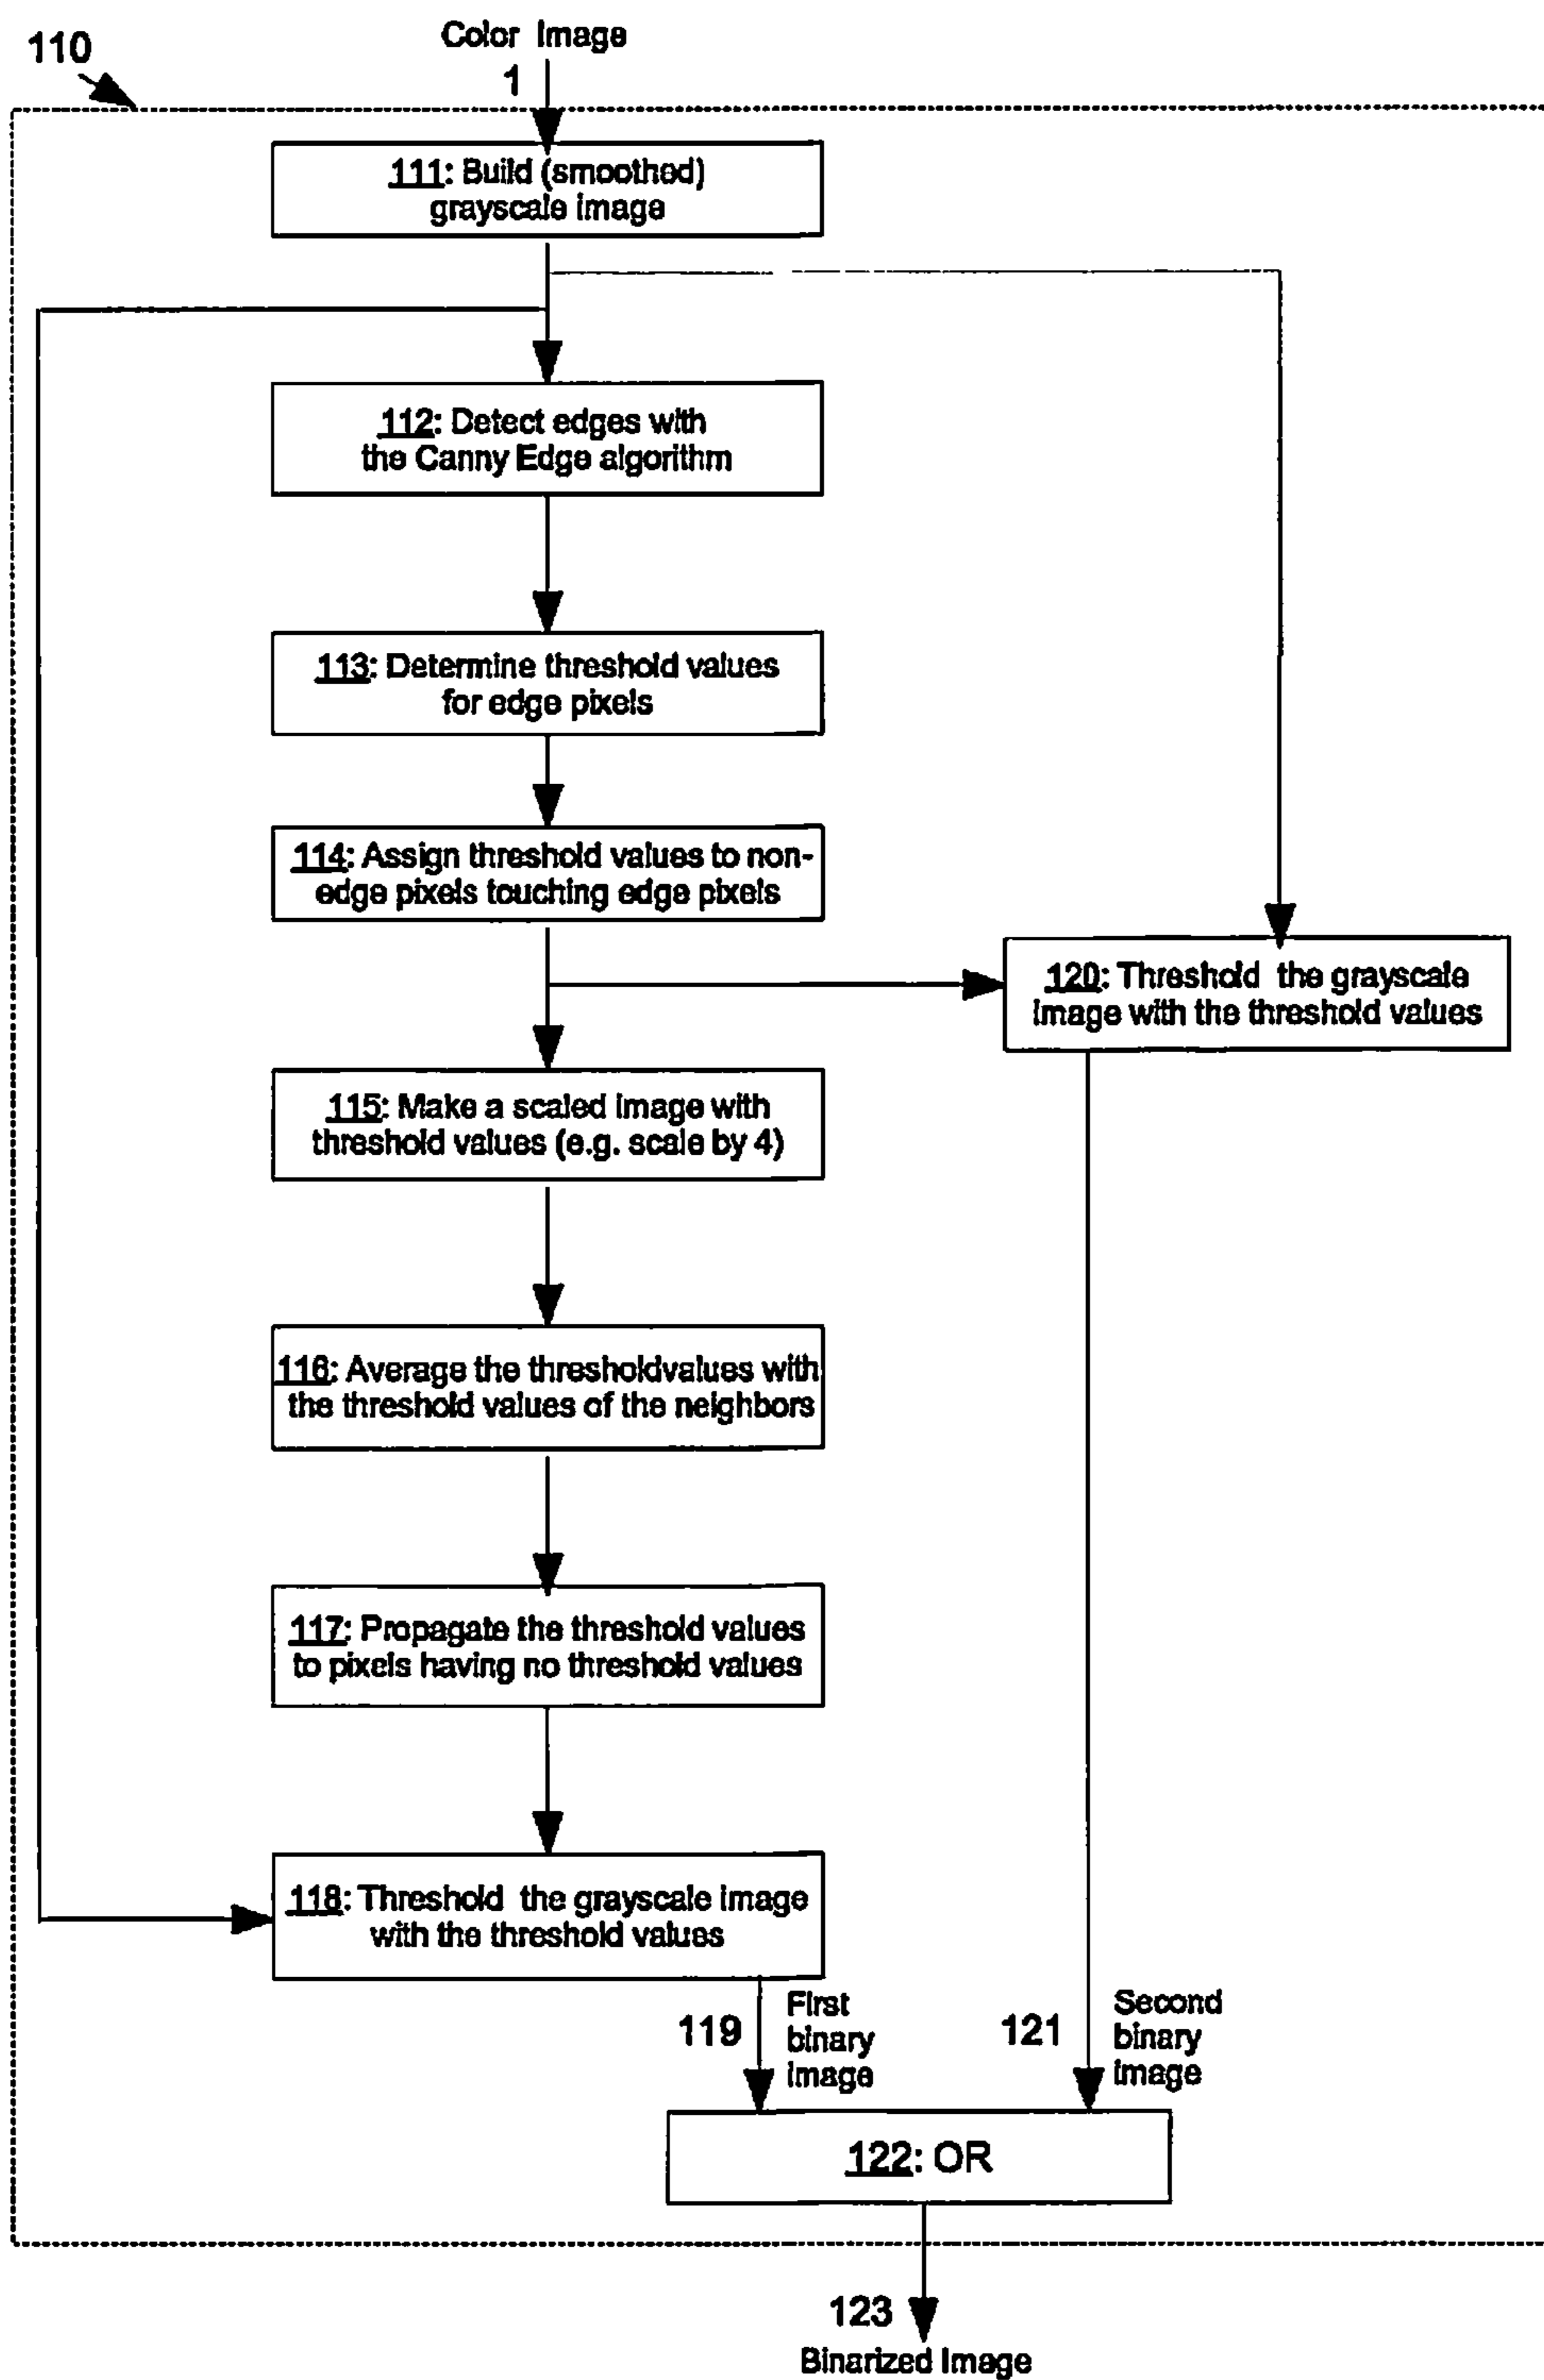 110
Color Image
1
111: Build (smoothed)
grayscale image
112: Detect edges with
the Canny Edge algorithm
113: Determine threshold values
for edge pixels
114: Assign threshold values to non-
edge pixels touching edge pixels
120: Threshold the grayscale
image with the threshold values
115: Make a scaled image with
threshold values (e.g. scale by 4)
116: Average the thresholdvalues with
the threshold values of the neighbors
117: Propagate the threshold values
to pixels having no threshold values
118: Threshold the grayscale image
with the threshold values
119
First
binary
image
121
Second
binary
image
122: OR
123
Binarized Image